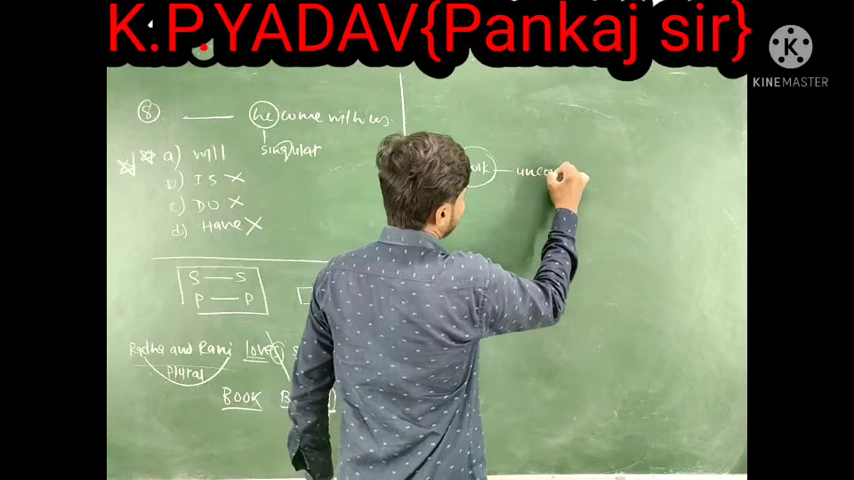 K.P.YADAV{Pankaj sir}
KINEMASTER
8 he come with us.
singular
a) will
b) IS ×
c) DO ×
d) Have ×
S — S
P — P
Radha and Rani loves
plural
BOOK